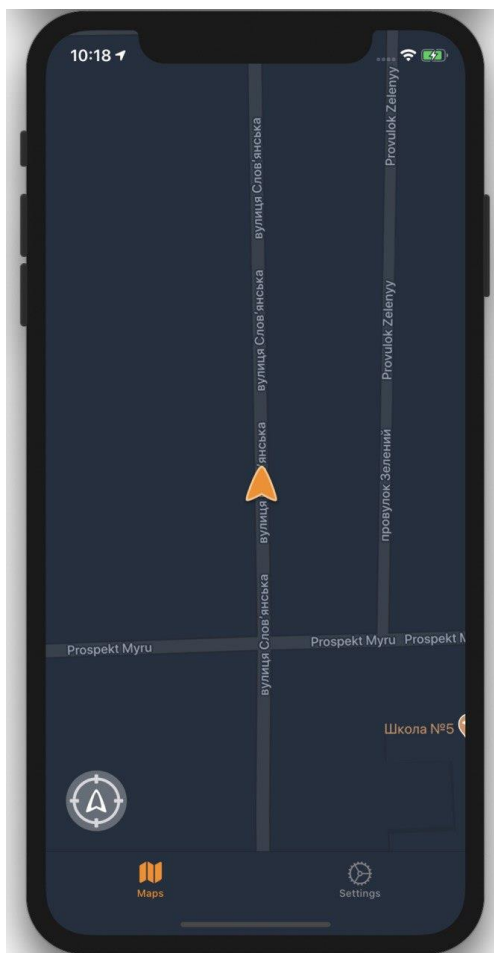 10:18
вулиця Слов'янська
Provulok Zelenyy
вулиця Слов'янська
Provulok Zelenyy
вулиця
янська
провулок Зелений
вулиця Слов'янська
Prospekt Myru
Prospekt Myru
Prospekt M
Школа №5
Maps
Settings